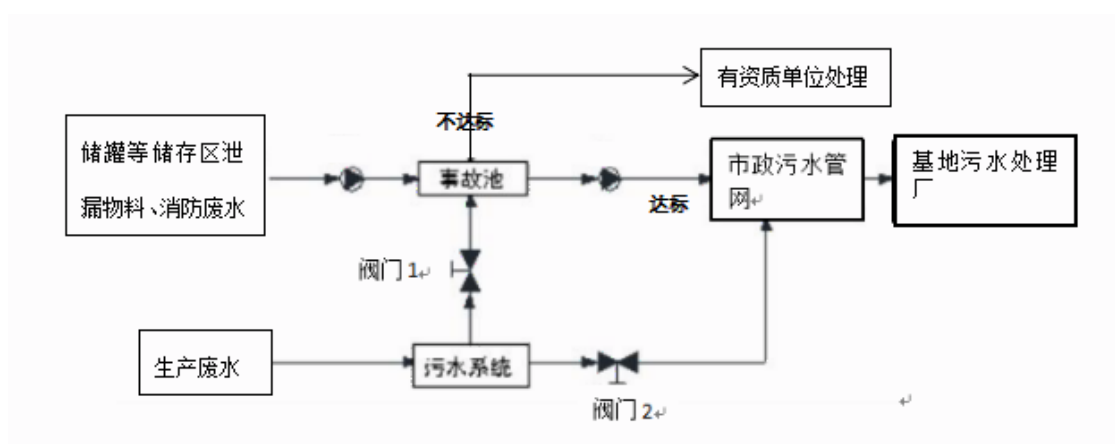 有资质单位处理
不达标
储罐等储存区泄
漏物料、消防废水
事故池
达标
市政污水管
网
基地污水处理
厂
阀门 1
生产废水
污水系统
阀门 2